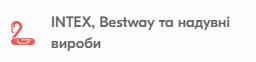 INTEX, Bestway та надувні
вироби